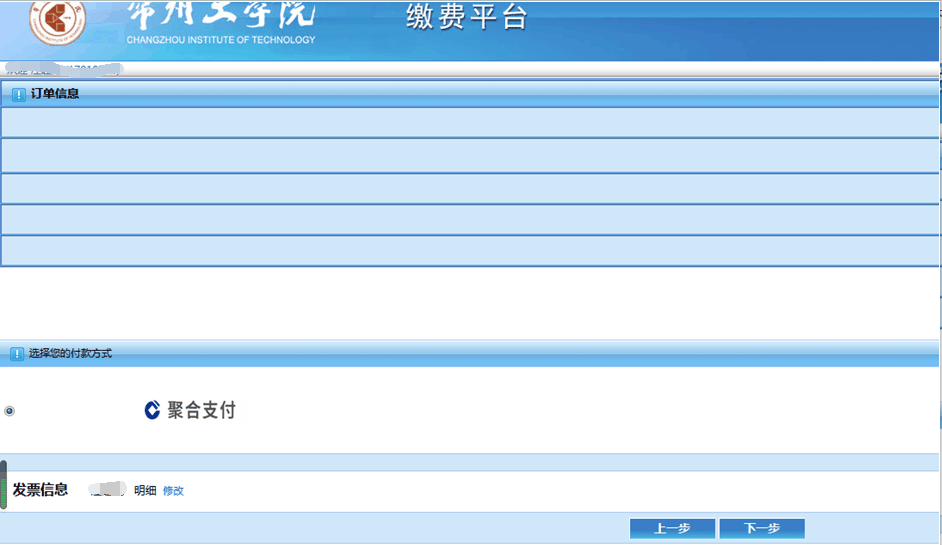 常州工学院
缴费平台
CHANGZHOU INSTITUTE OF TECHNOLOGY
订单信息
选择您的付款方式
聚合支付
发票信息 明细 修改
上一步 下一步